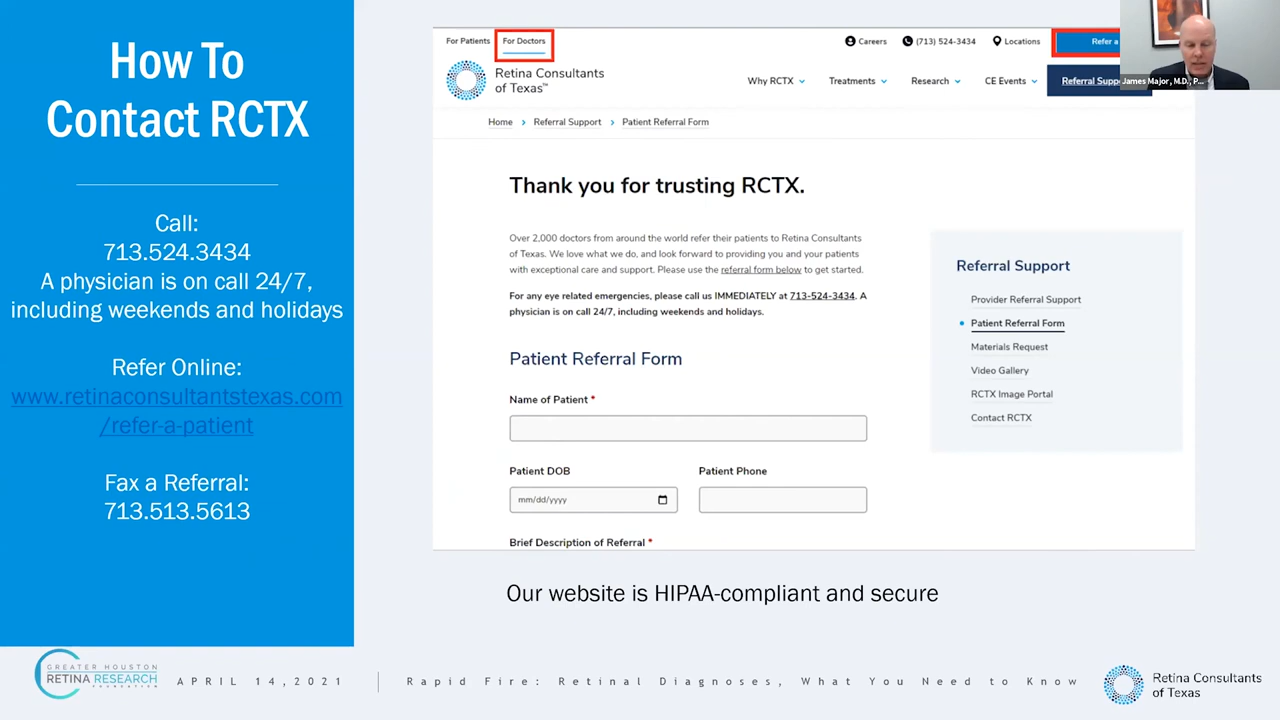 How To
Contact RCTX
Call:
713.524.3434
A physician is on call 24/7,
including weekends and holidays
Refer Online:
www.retinaconsultantstexas.com
/refer-a-patient
Fax a Referral:
713.513.5613
For Patients For Doctors Careers (713) 524-3434 Locations Refer a
Retina Consultants
of Texas™
Why RCTX Treatments Research CE Events Referral Supp
James Major, M.D., P...
Home > Referral Support > Patient Referral Form
Thank you for trusting RCTX.
Over 2,000 doctors from around the world refer their patients to Retina Consultants
of Texas. We love what we do, and look forward to providing you and your patients
with exceptional care and support. Please use the referral form below to get started.
For any eye related emergencies, please call us IMMEDIATELY at 713-524-3434. A
physician is on call 24/7, including weekends and holidays.
Patient Referral Form
Name of Patient *
Patient DOB Patient Phone
mm/dd/yyyy
Brief Description of Referral *
Referral Support
Provider Referral Support
Patient Referral Form
Materials Request
Video Gallery
RCTX Image Portal
Contact RCTX
Our website is HIPAA-compliant and secure
GREATER HOUSTON
RETINA RESEARCH
FOUNDATION
APRIL 14,2021
Rapid Fire: Retinal Diagnoses, What You Need to Know
Retina Consultants
of Texas